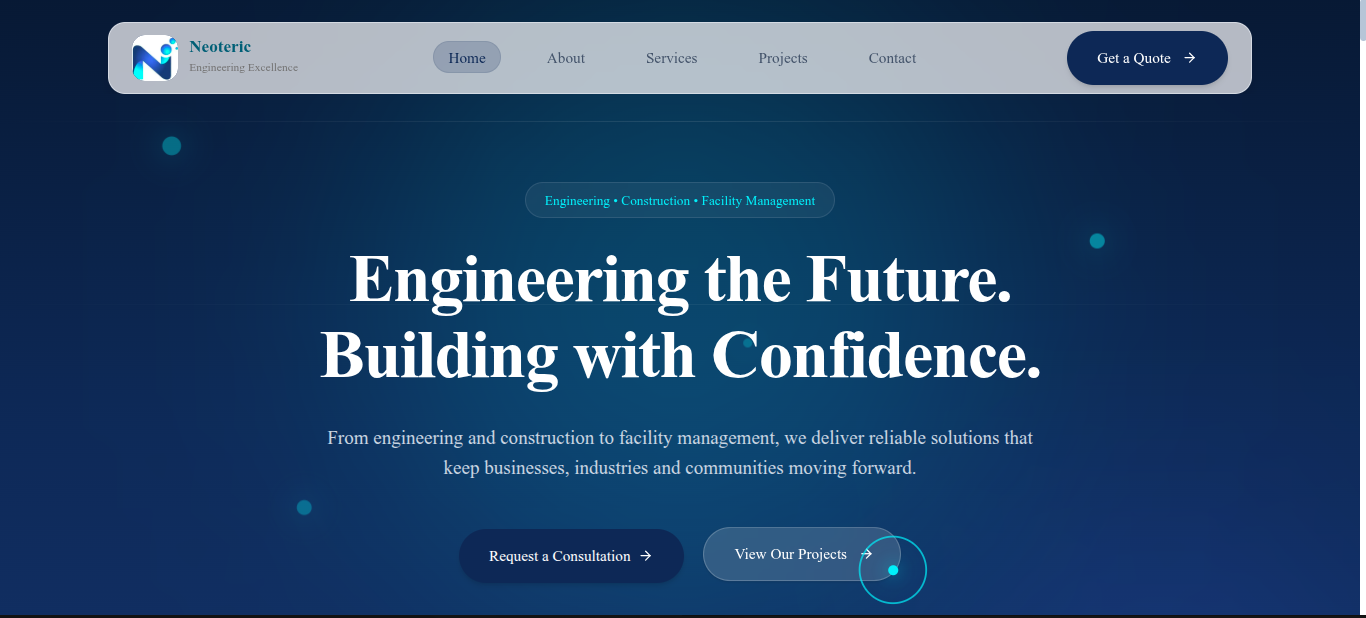 Neoteric
Engineering Excellence
Home
About
Services
Projects
Contact
Get a Quote →
Engineering • Construction • Facility Management
Engineering the Future.
Building with Confidence.
From engineering and construction to facility management, we deliver reliable solutions that
keep businesses, industries and communities moving forward.
Request a Consultation →
View Our Projects →